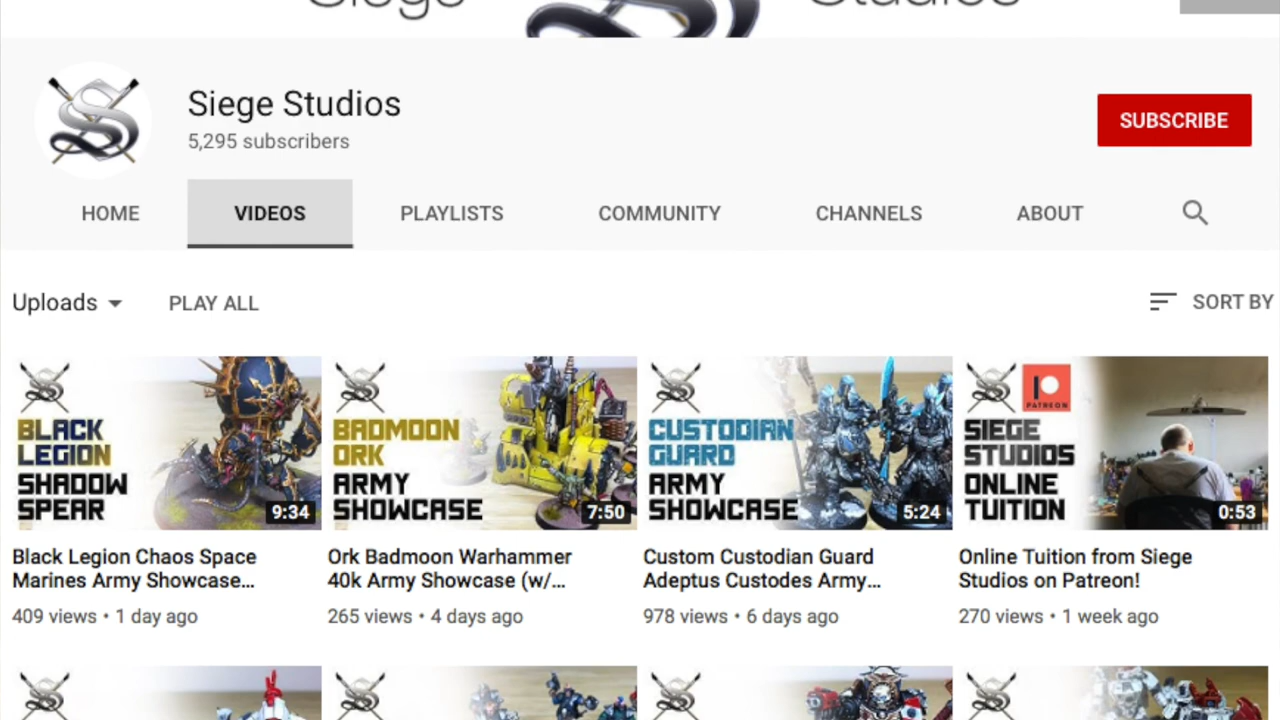 Siege Studios
Siege Studios
5,295 subscribers
SUBSCRIBE
HOME
VIDEOS
PLAYLISTS
COMMUNITY
CHANNELS
ABOUT
Uploads
PLAY ALL
SORT BY
BLACK
LEGION
SHADOW
SPEAR
9:34
BADMOON
ORK
ARMY
SHOWCASE
7:50
CUSTODIAN
GUARD
ARMY
SHOWCASE
5:24
PATREON
SIEGE
STUDIOS
ONLINE
TUITION
0:53
Black Legion Chaos Space
Marines Army Showcase...
409 views • 1 day ago
Ork Badmoon Warhammer
40k Army Showcase (w/...
265 views • 4 days ago
Custom Custodian Guard
Adeptus Custodes Army...
978 views • 6 days ago
Online Tuition from Siege
Studios on Patreon!
270 views • 1 week ago